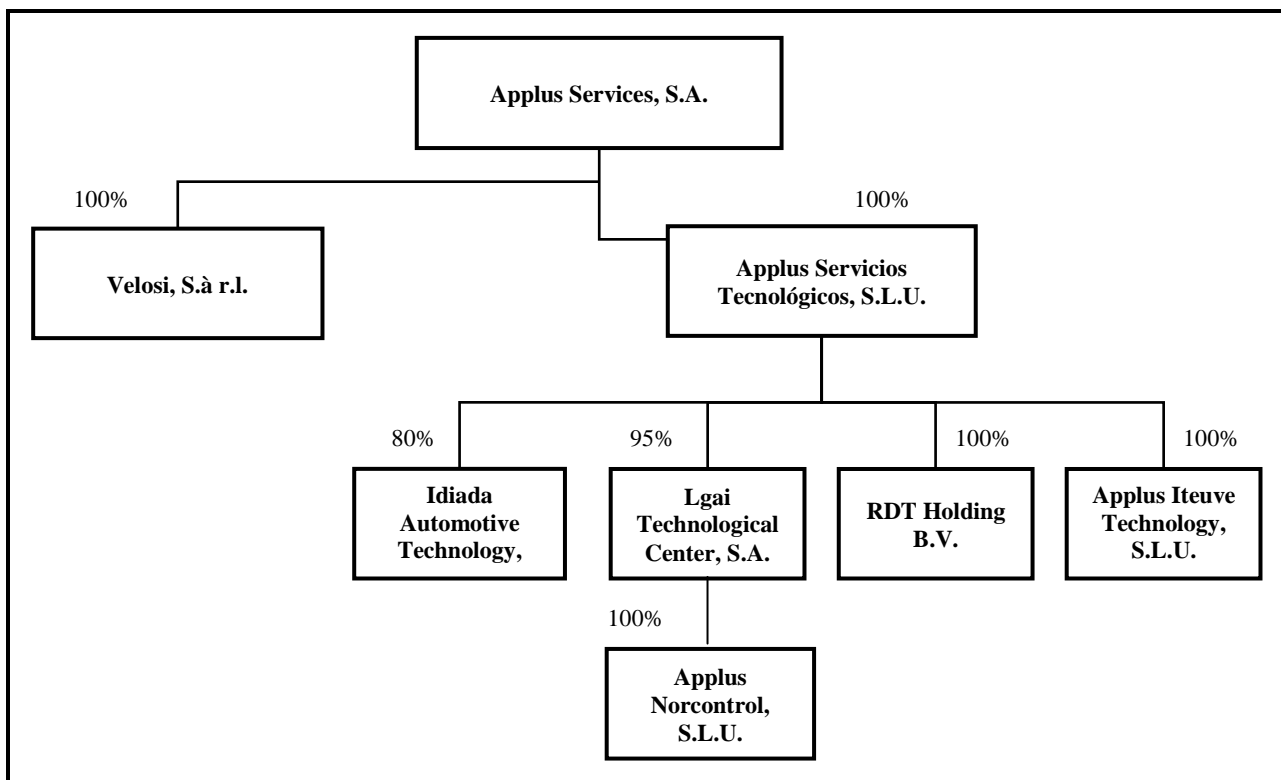 Applus Services, S.A.
100%
100%
Velosi, S.à r.l.
Applus Servicios
Tecnológicos, S.L.U.
80%
95%
100%
100%
Idiada
Automotive
Technology,
Lgai
Technological
Center, S.A.
RDT Holding
B.V.
Applus Iteuve
Technology,
S.L.U.
100%
Applus
Norcontrol,
S.L.U.